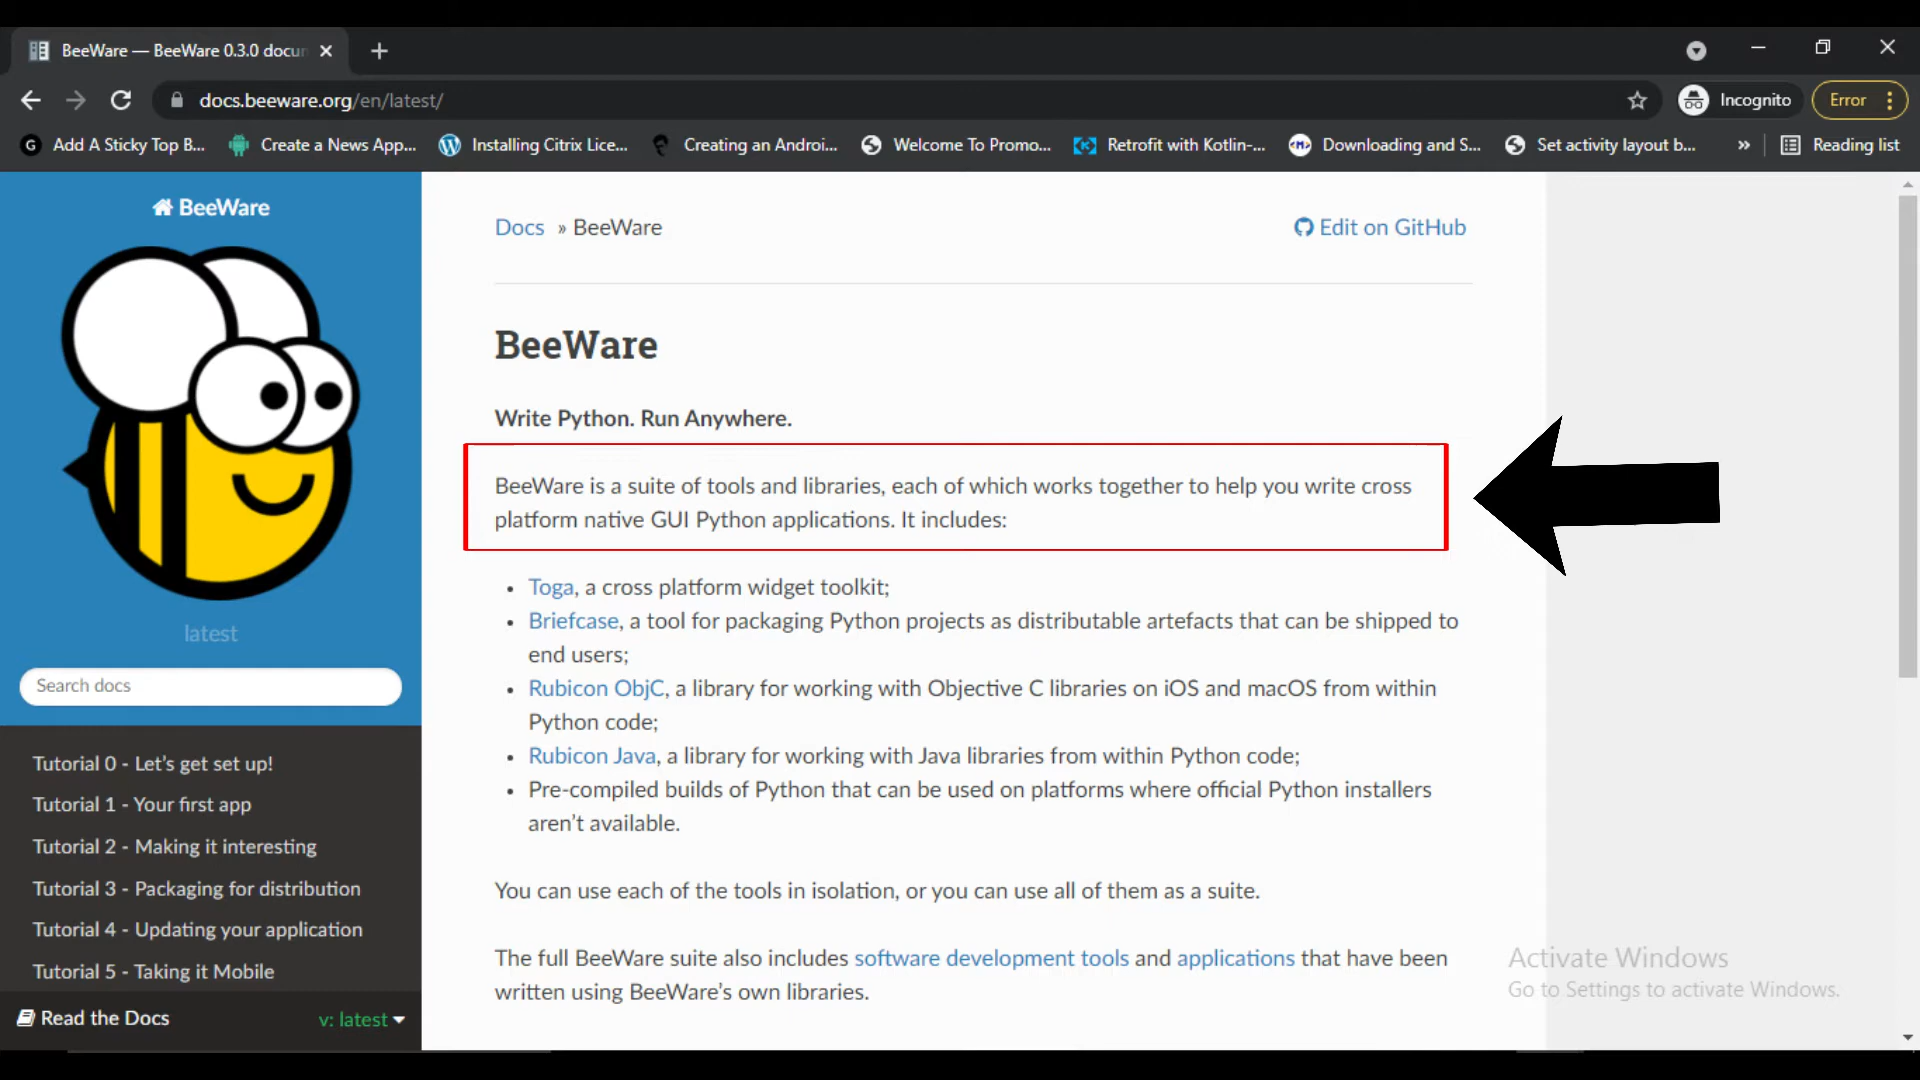 BeeWare — BeeWare 0.3.0 docu
docs.beeware.org/en/latest/
Incognito
Error
G
Add A Sticky Top B...
Create a News App...
Installing Citrix Lice...
Creating an Androi...
Welcome To Promo...
Retrofit with Kotlin-...
<M>
Downloading and S...
Set activity layout b...
»
Reading list
BeeWare
latest
Search docs
Tutorial 0 - Let’s get set up!
Tutorial 1 - Your first app
Tutorial 2 - Making it interesting
Tutorial 3 - Packaging for distribution
Tutorial 4 - Updating your application
Tutorial 5 - Taking it Mobile
Read the Docs
v: latest
Docs » BeeWare
Edit on GitHub
BeeWare
Write Python. Run Anywhere.
BeeWare is a suite of tools and libraries, each of which works together to help you write cross
platform native GUI Python applications. It includes:
• Toga, a cross platform widget toolkit;
• Briefcase, a tool for packaging Python projects as distributable artefacts that can be shipped to
end users;
• Rubicon ObjC, a library for working with Objective C libraries on iOS and macOS from within
Python code;
• Rubicon Java, a library for working with Java libraries from within Python code;
• Pre-compiled builds of Python that can be used on platforms where official Python installers
aren’t available.
You can use each of the tools in isolation, or you can use all of them as a suite.
The full BeeWare suite also includes software development tools and applications that have been
written using BeeWare’s own libraries.
Activate Windows
Go to Settings to activate Windows.